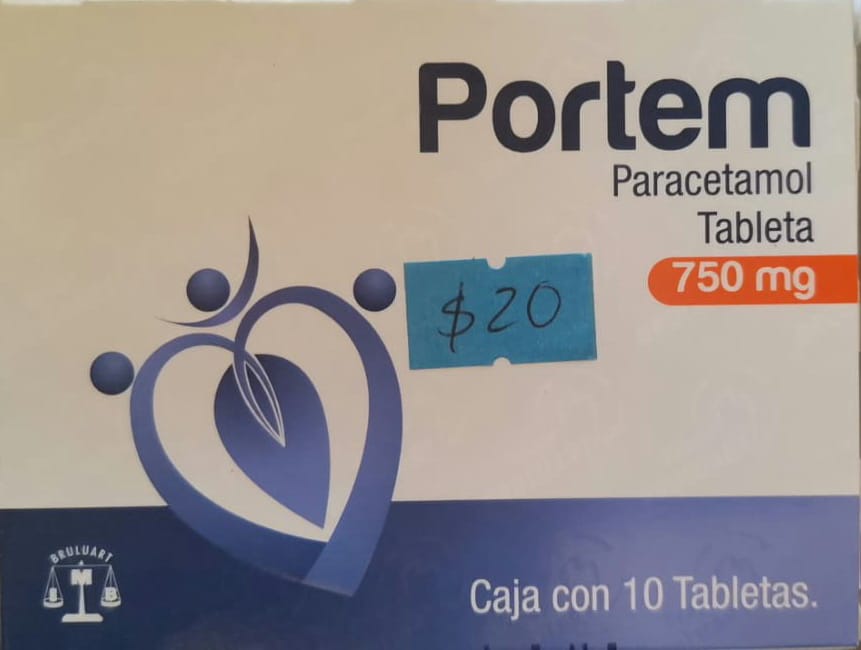 Portem
Paracetamol
Tableta
750 mg
$20
BRULUART
M
B
Caja con 10 Tabletas.